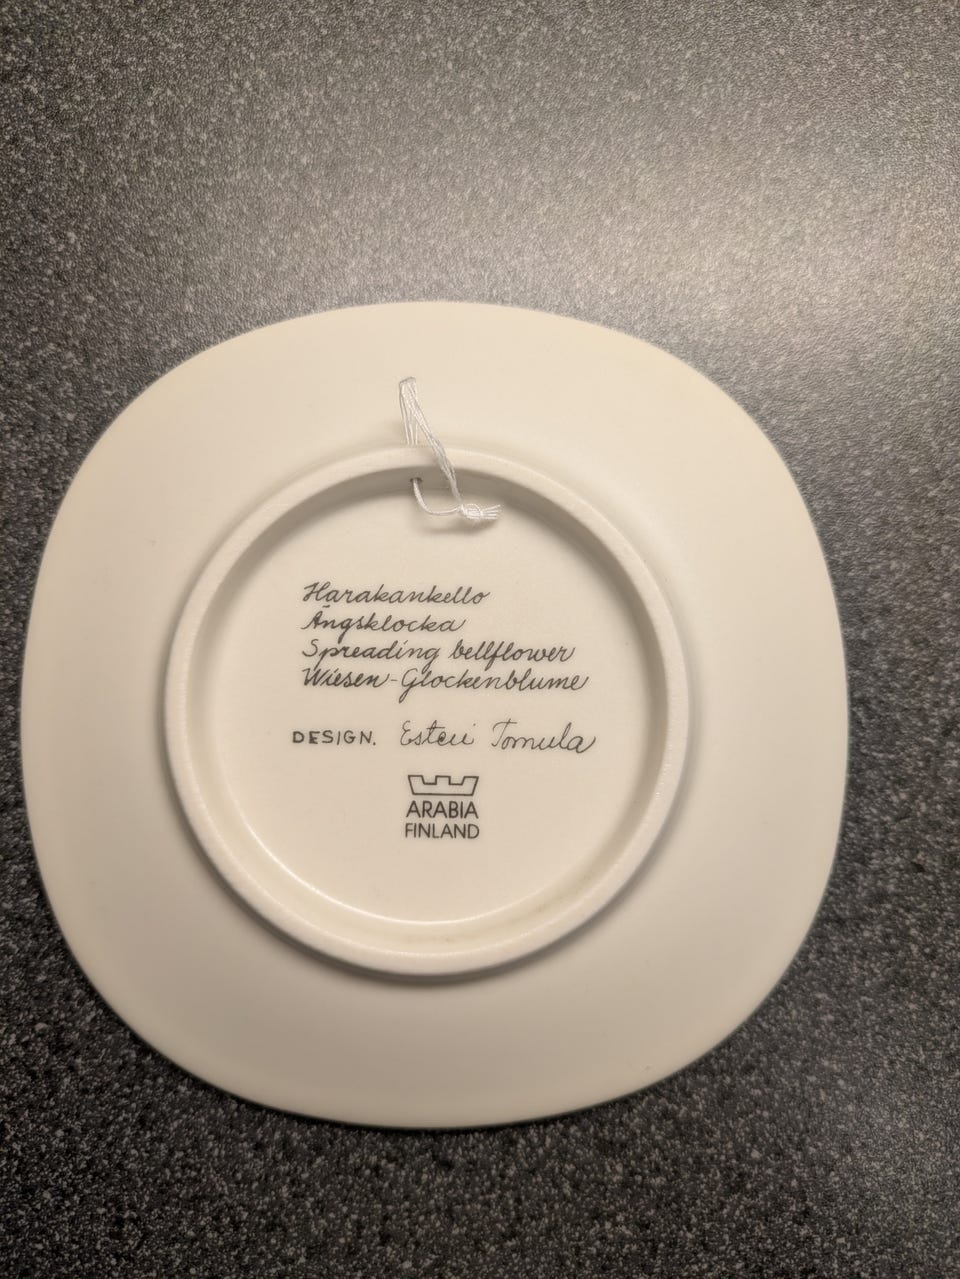 Harakankello
Ängsklocka
Spreading bellflower
Wiesen-Glockenblume
DESIGN. Esteri Tomula
ARABIA
FINLAND